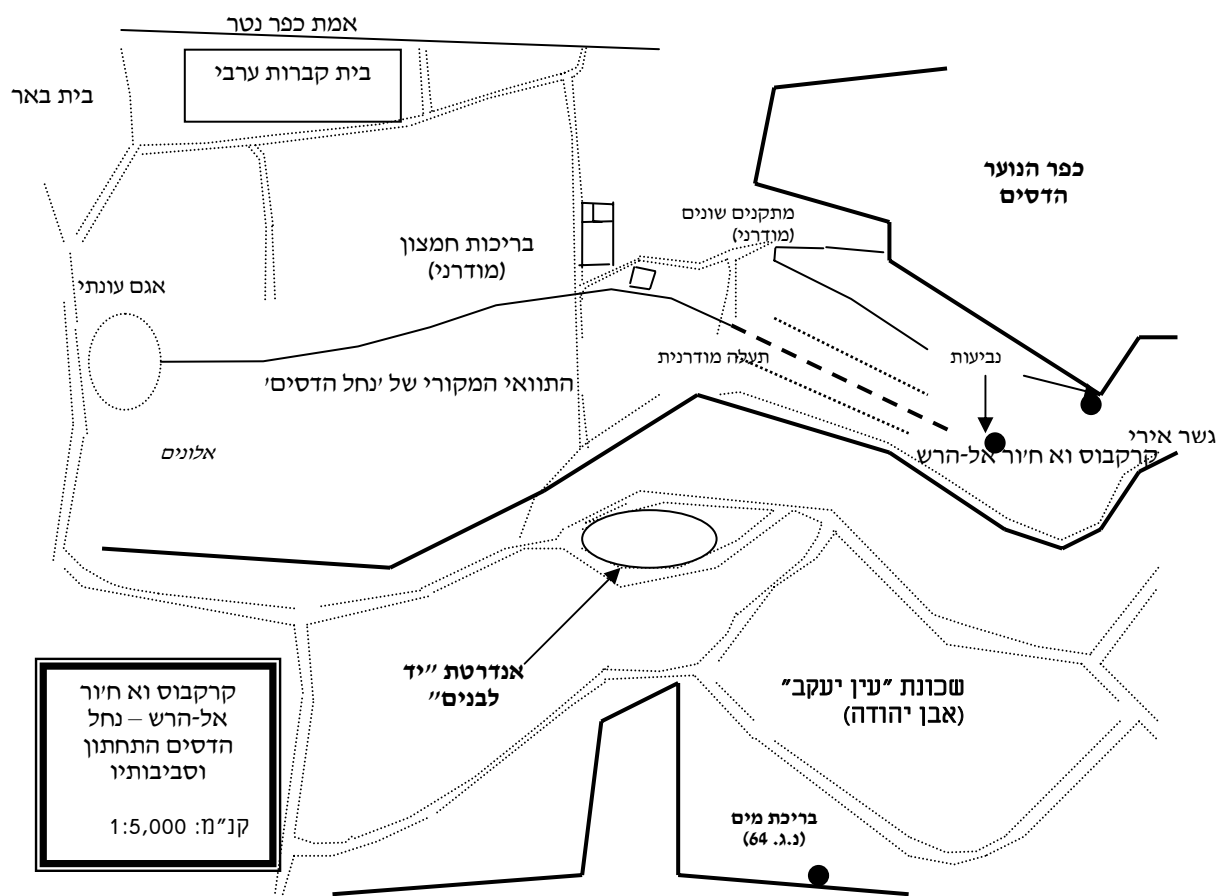 אמת כפר נטר
בית קברות ערבי
בית באר
כפר הנוער
הדסים
מתקנים שונים
(מודרני)
בריכות חמצון
(מודרני)
אגם עונתי
תעלה מודרנית
נביעות
התוואי המקורי של 'נחל הדסים'
גשר אירי
קרקבוס וא ח'ור אל-הרש
אלונים
אנדרטת "יד
לבנים"
שכונת "עין יעקב"
(אבן יהודה)
קרקבוס וא ח'ור
אל-הרש – נחל
הדסים התחתון
וסביבותיו
קנ"מ: 1:5,000
בריכת מים
(נ.ג. 64)